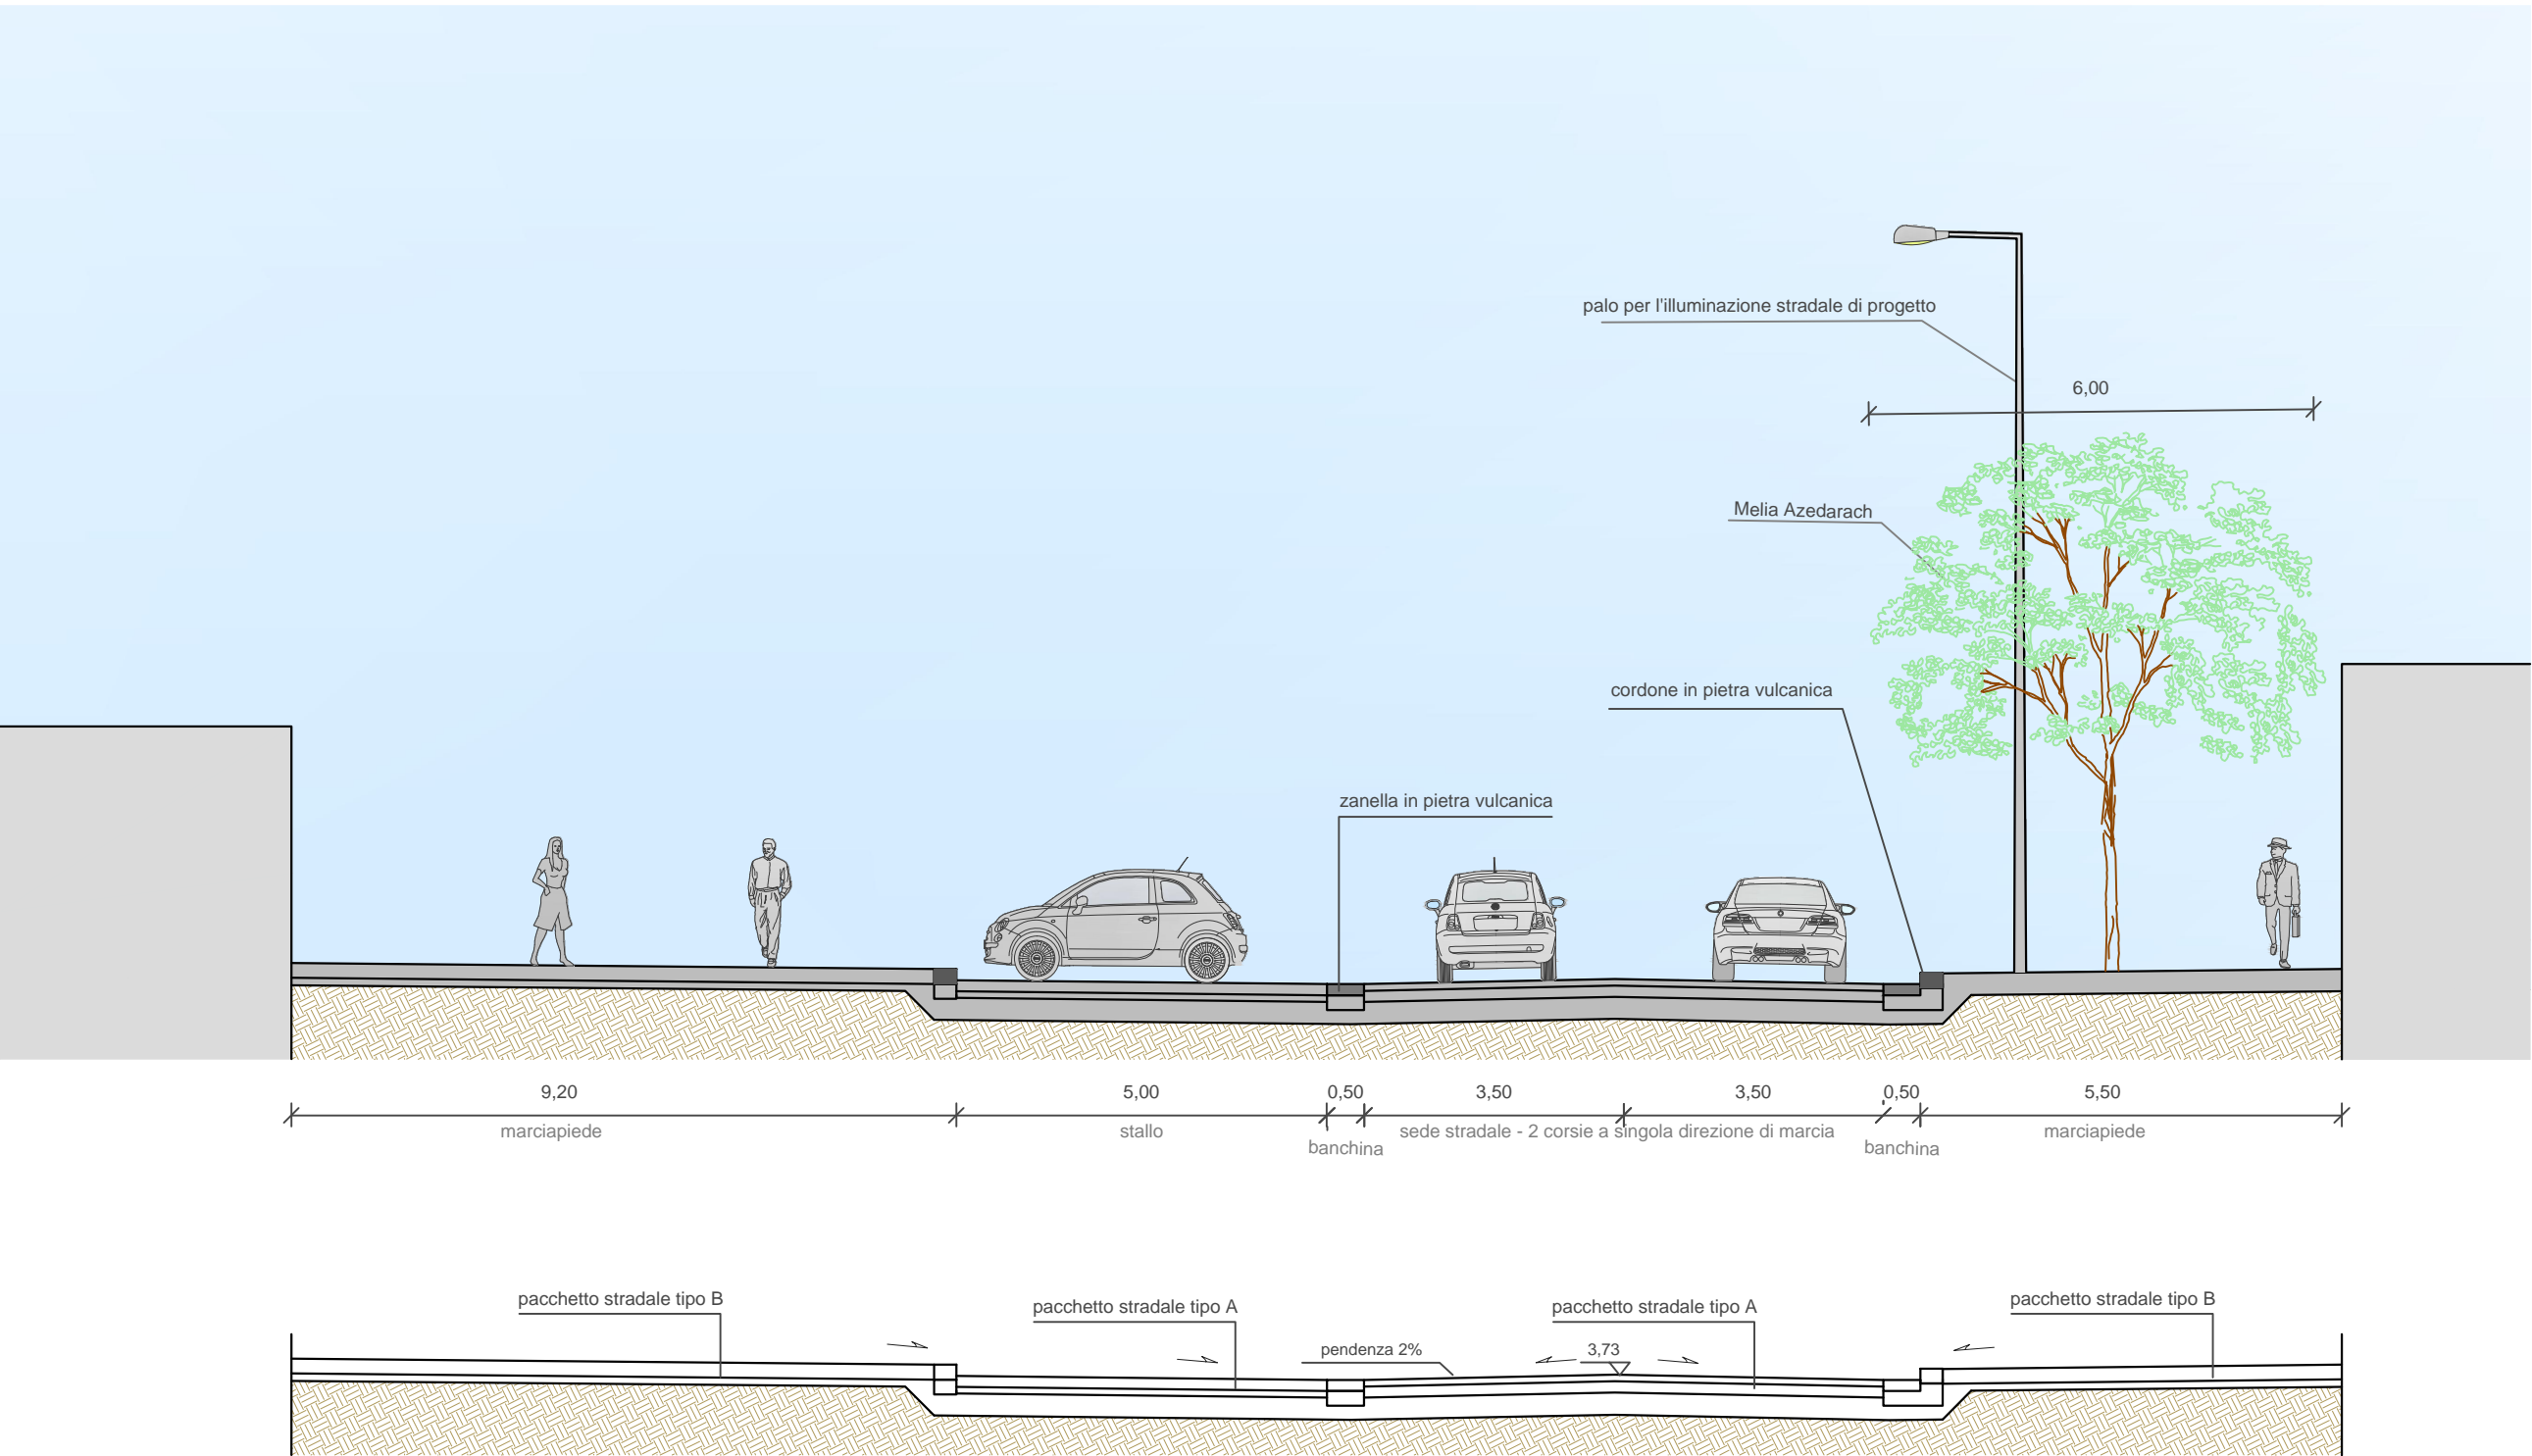 palo per l'illuminazione stradale di progetto
6,00
Melia Azedarach
cordone in pietra vulcanica
zanella in pietra vulcanica
9,20
5,00
0,50
3,50
3,50
0,50
5,50
marciapiede
stallo
banchina
sede stradale - 2 corsie a singola direzione di marcia
banchina
marciapiede
pacchetto stradale tipo B
pacchetto stradale tipo A
pacchetto stradale tipo A
pacchetto stradale tipo B
pendenza 2%
3,73